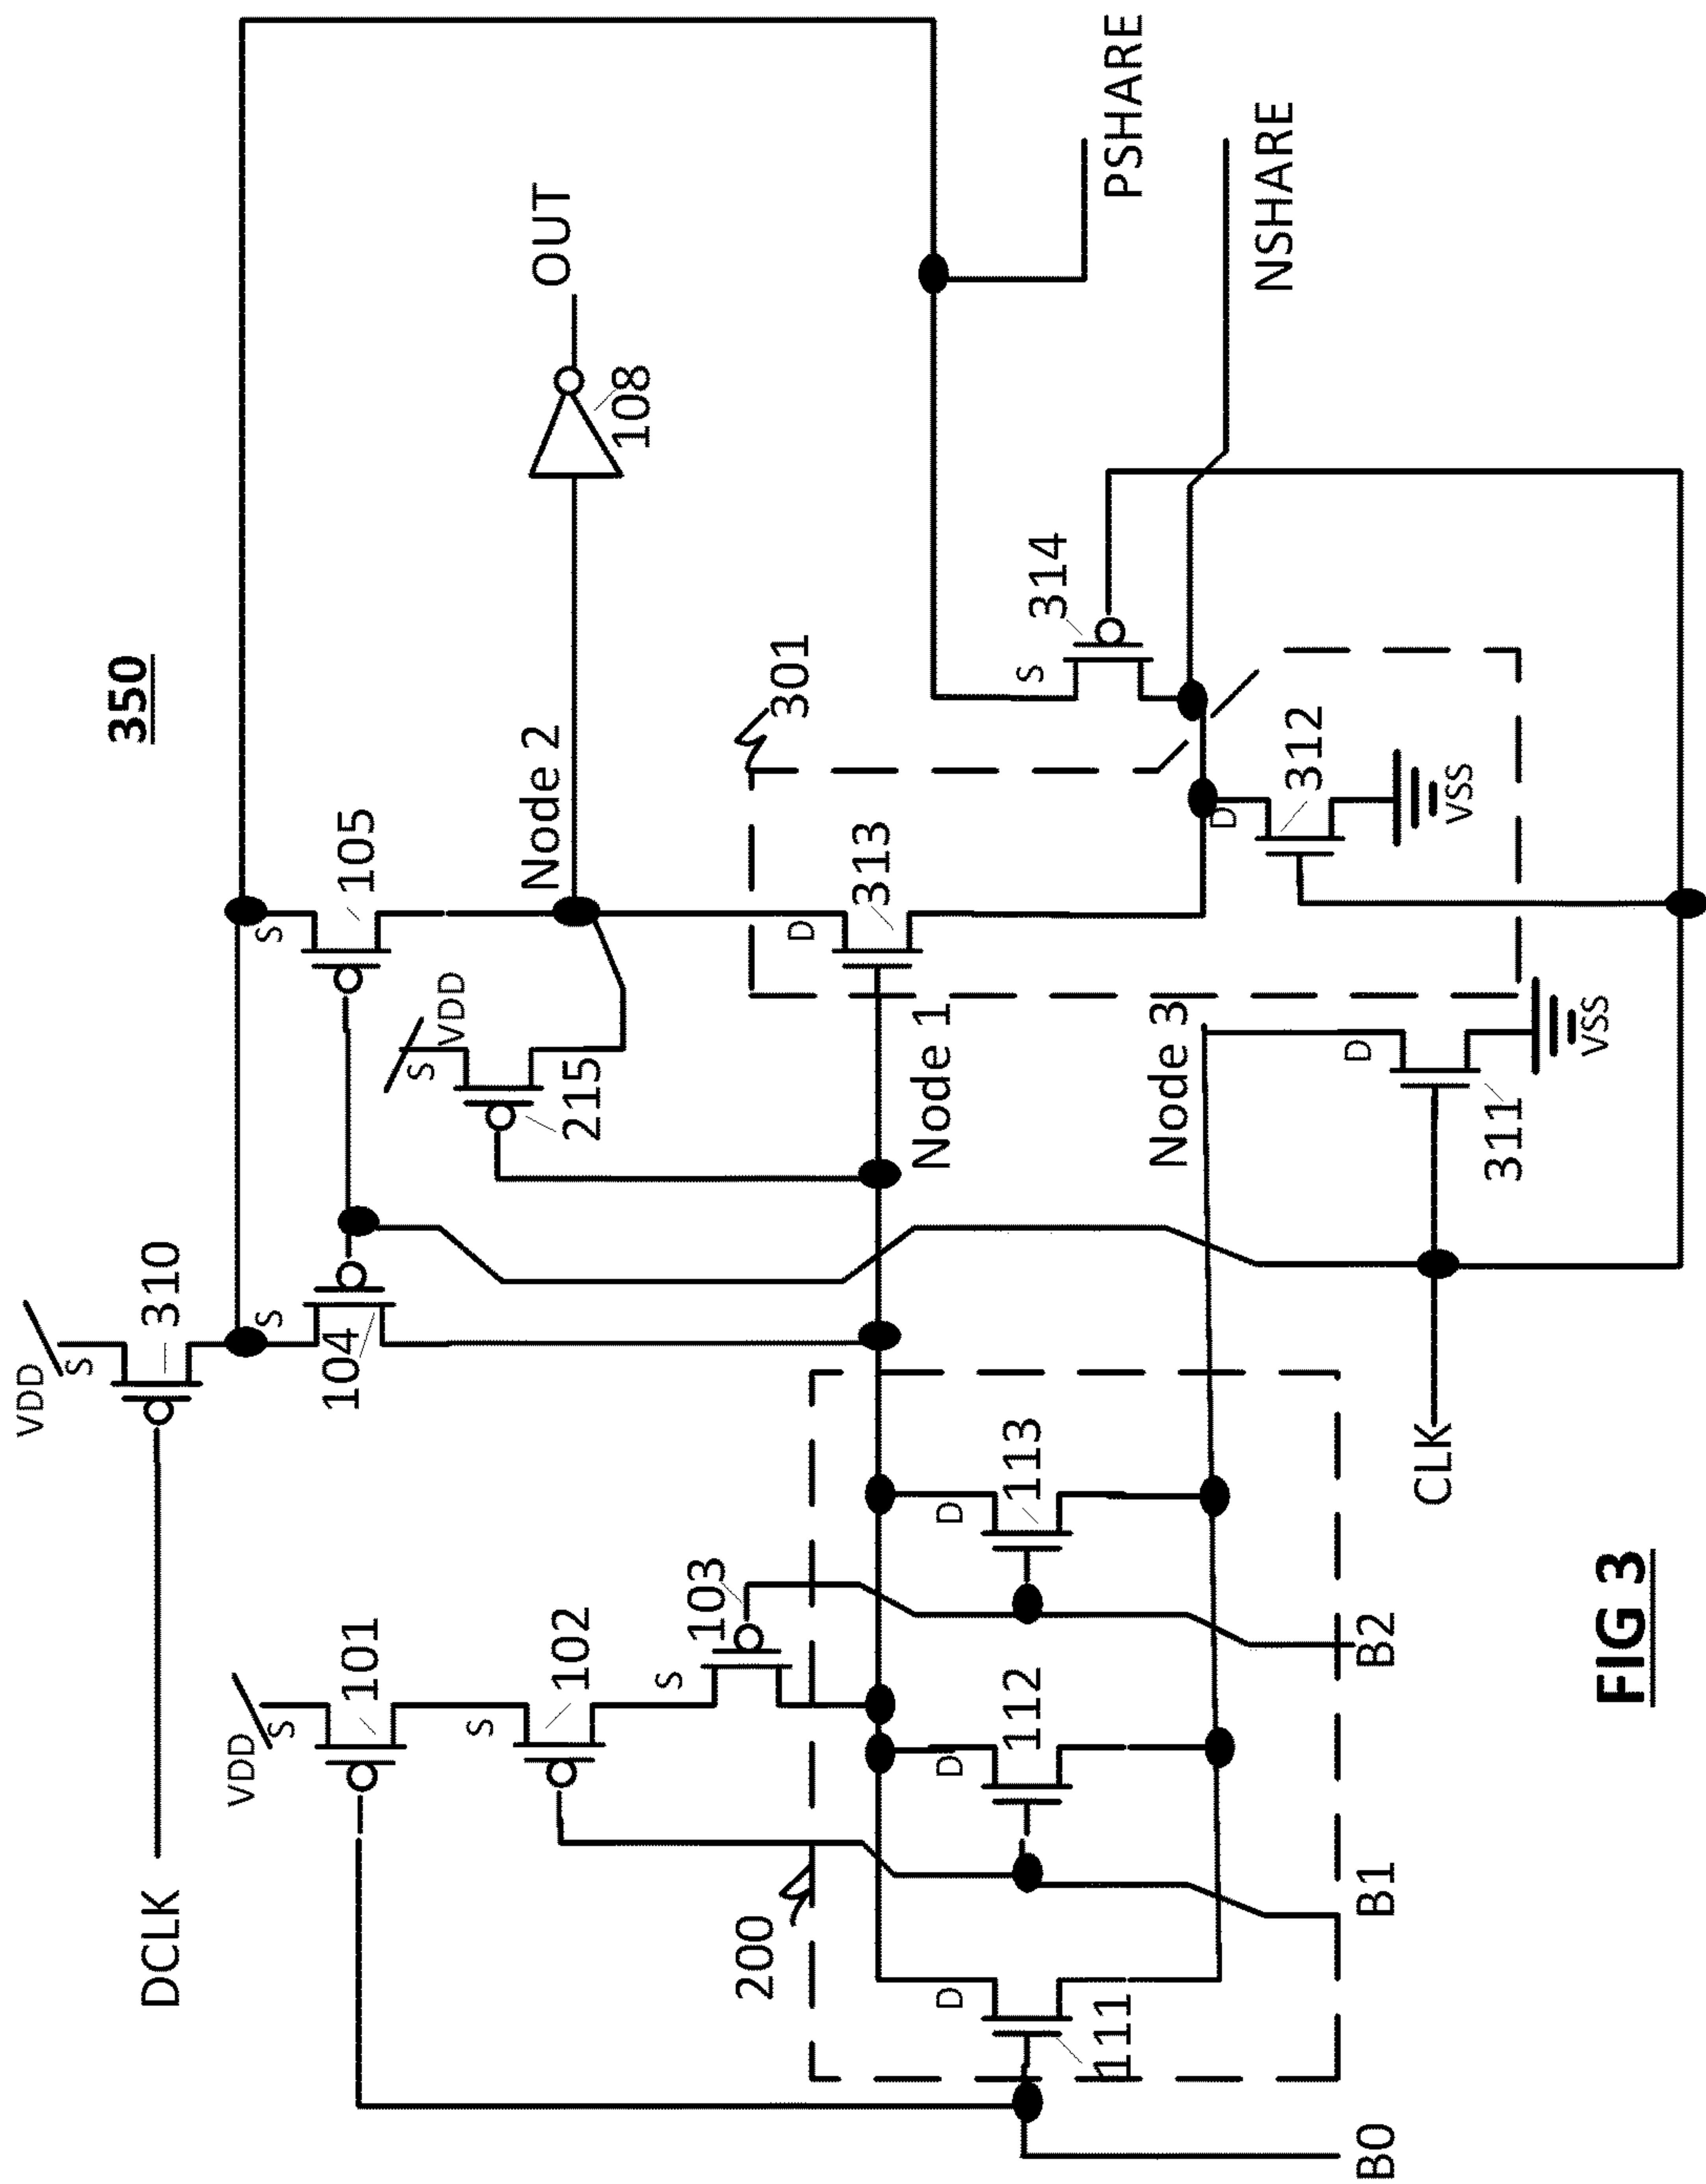 350
VDD
S
310
DCLK
S
104
S
105
VDD
S
101
S
102
S
103
VDD
S
215
Node 2
OUT
108
200
301
D
313
Node 1
D
111
D
112
D
113
S
314
PSHARE
NSHARE
Node 3
D
312
VSS
D
311
VSS
B0
B1
B2
CLK
FIG 3